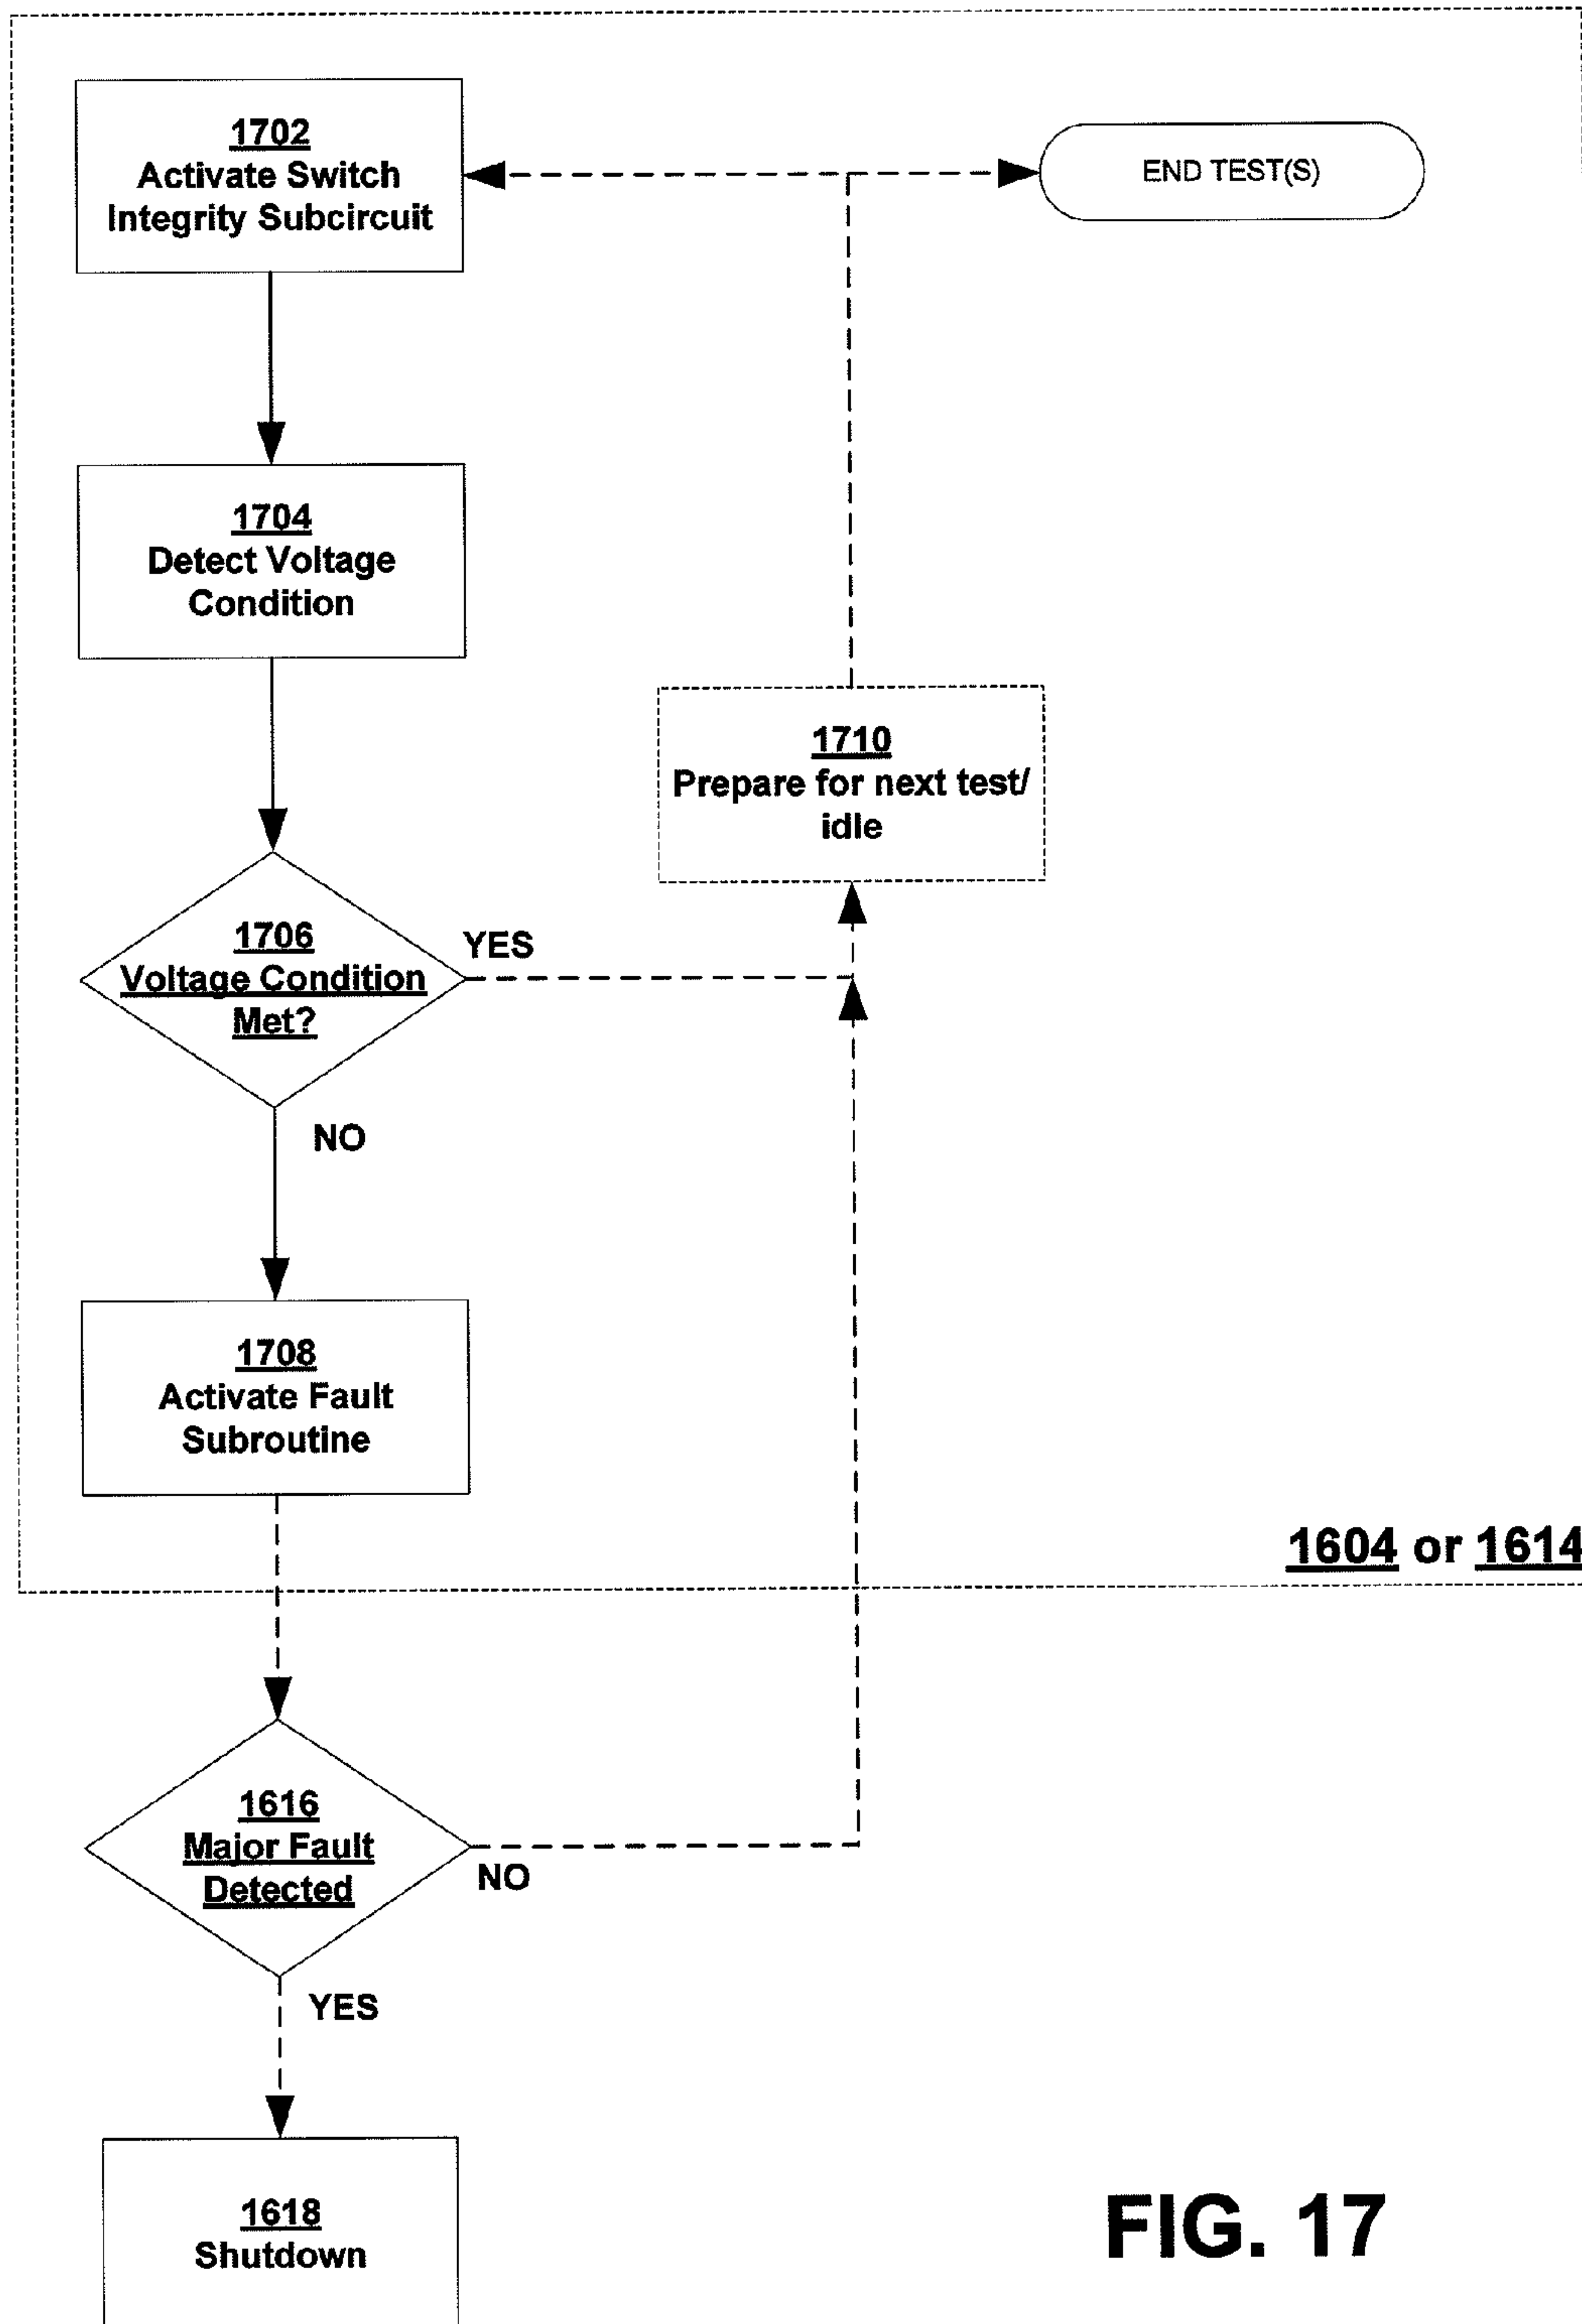 1702
Activate Switch
Integrity Subcircuit
END TEST(S)
1704
Detect Voltage
Condition
1710
Prepare for next test/
idle
1706
Voltage Condition
Met?
YES
NO
1708
Activate Fault
Subroutine
1604 or 1614
1616
Major Fault
Detected
NO
YES
1618
Shutdown
FIG. 17